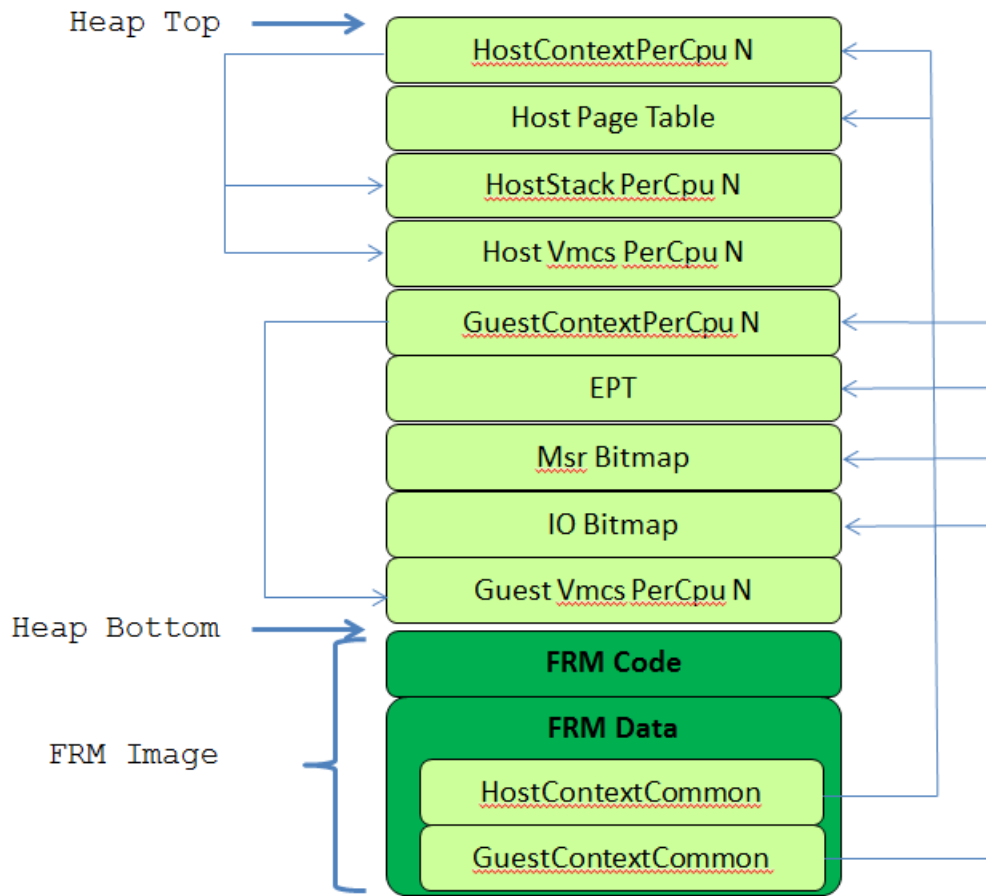 Heap Top
HostContextPerCpu N
Host Page Table
HostStack PerCpu N
Host Vmcs PerCpu N
GuestContextPerCpu N
EPT
Msr Bitmap
IO Bitmap
Guest Vmcs PerCpu N
Heap Bottom
FRM Code
FRM Data
FRM Image
HostContextCommon
GuestContextCommon